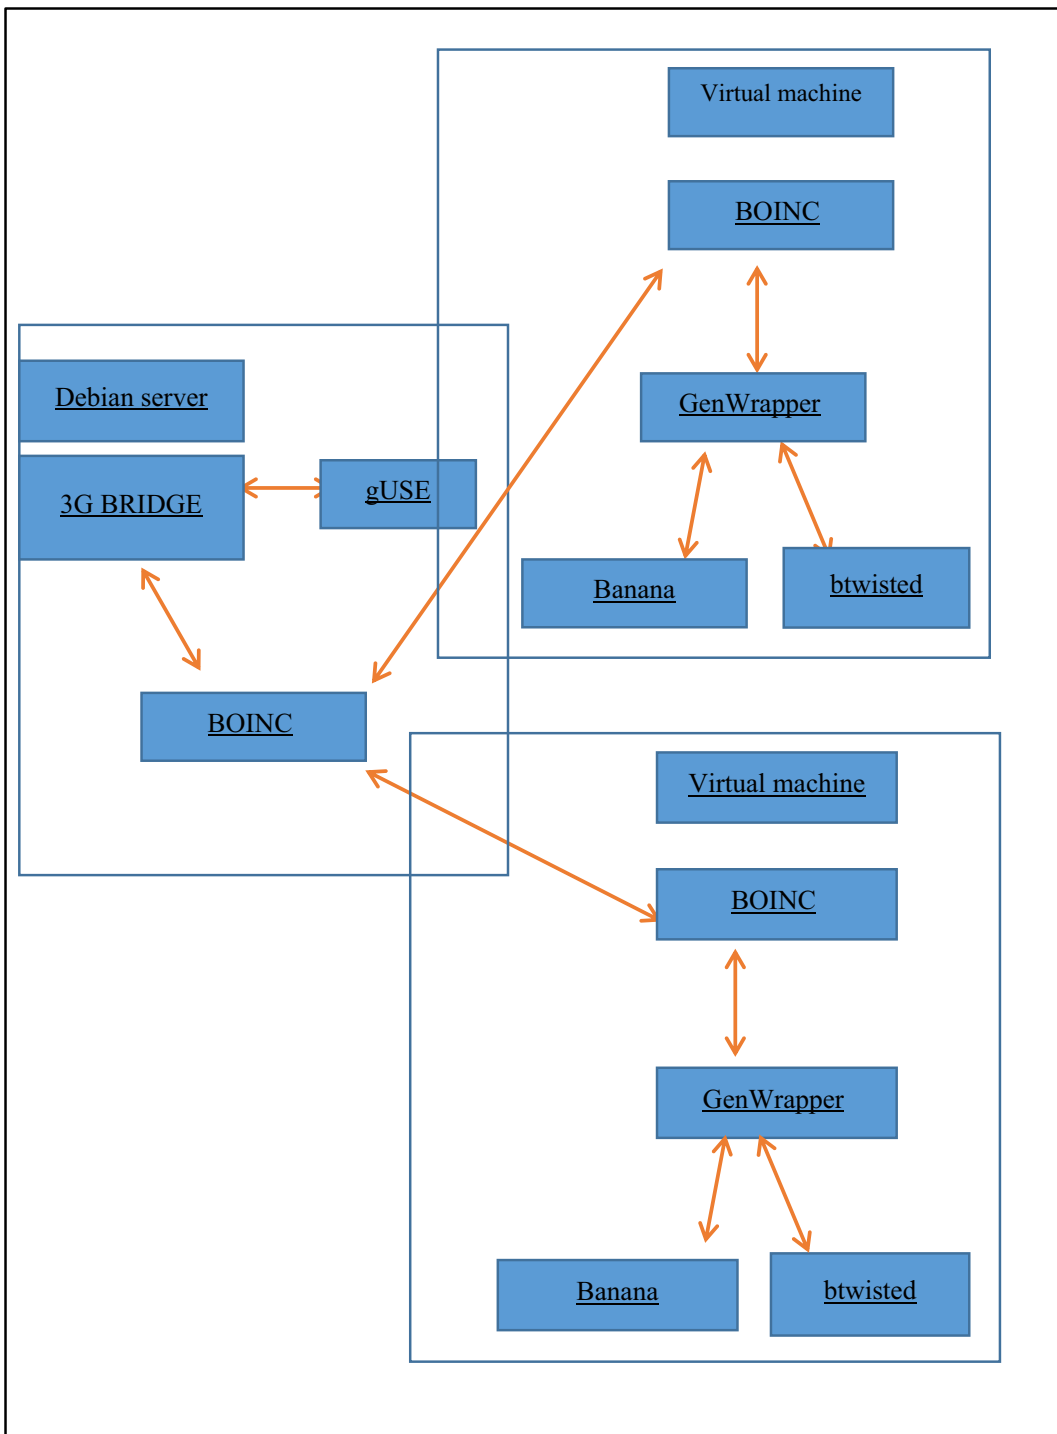 Virtual machine
BOINC
GenWrapper
Banana
btwisted
Debian server
3G BRIDGE
gUSE
BOINC
Virtual machine
BOINC
GenWrapper
Banana
btwisted